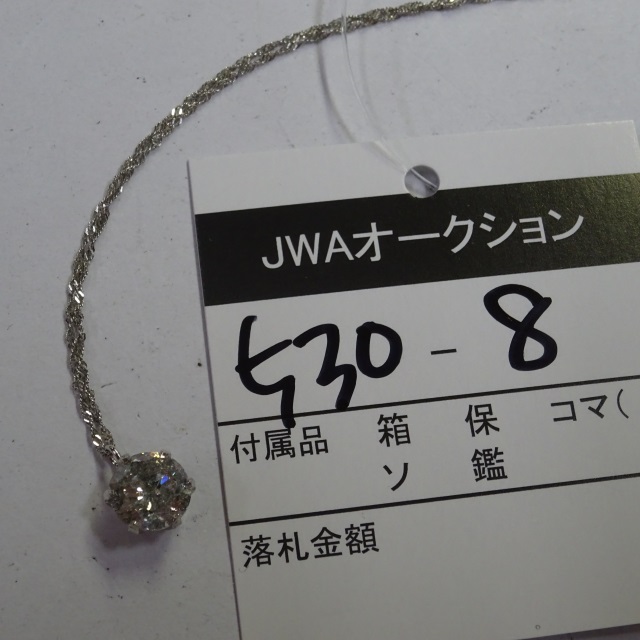 JWAオークション
530-8
付属品 箱 保 コマ(
ソ 鑑
落札金額